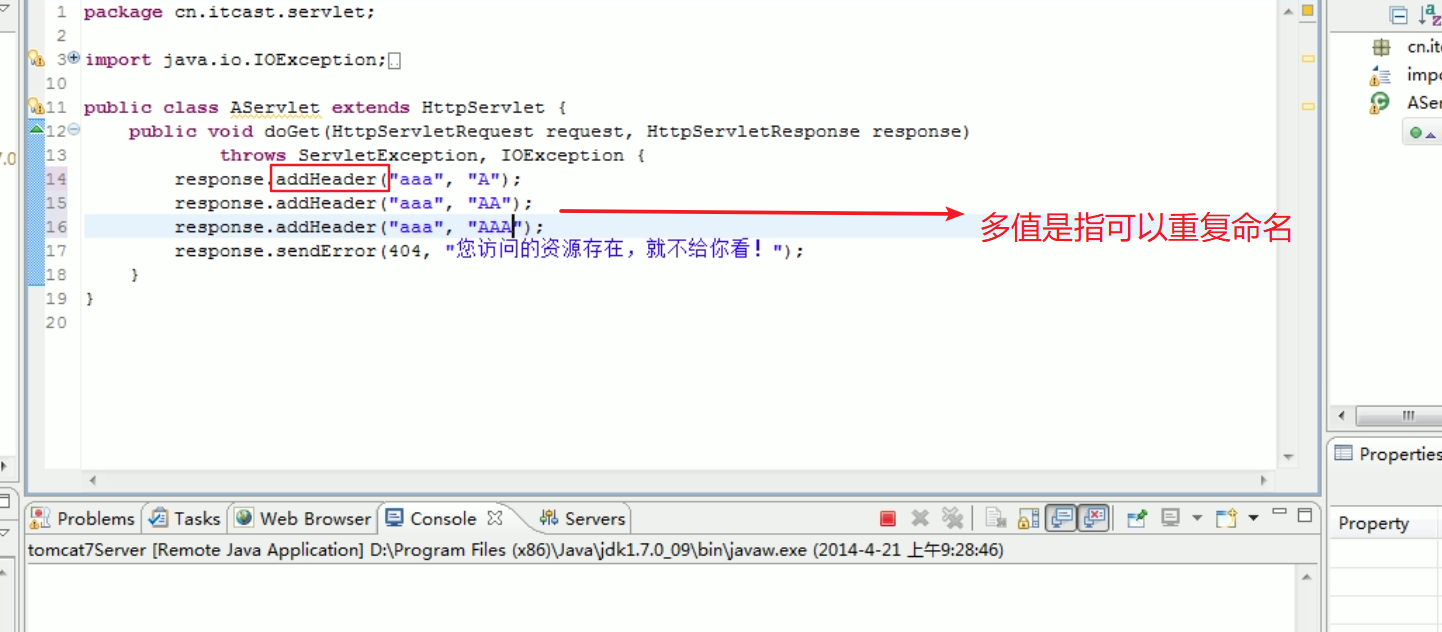 1 package cn.itcast.servlet;
2
3 import java.io.IOException;
10
11 public class AServlet extends HttpServlet {
12 public void doGet(HttpServletRequest request, HttpServletResponse response)
13 throws ServletException, IOException {
14 response.addHeader("aaa", "A");
15 response.addHeader("aaa", "AA");
16 response.addHeader("aaa", "AAA");
17 response.sendError(404, "您访问的资源存在，就不给你看！");
18 }
19 }
20
多值是指可以重复命名
cn.it
impo
ASer
7.0
Properties
Property
Problems Tasks Web Browser Console Servers
tomcat7Server [Remote Java Application] D:\Program Files (x86)\Java\jdk1.7.0_09\bin\javaw.exe (2014-4-21 上午9:28:46)